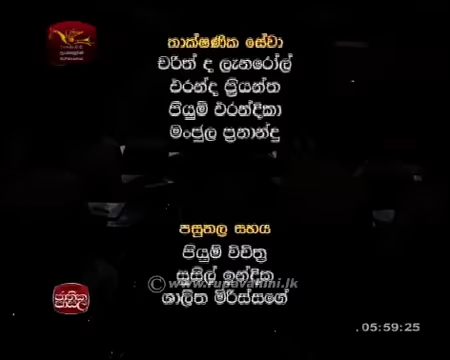 තාක්ෂණික සේවා
චරිත් ද ලැනරෝල්
එරන්ද ප්‍රියන්ත
පියුමි එරන්දිකා
මංජුල ප්‍රනාන්දු
පසුතල සහය
පියුමි විචිත්‍ර
සුසිල් ඉන්දික
© www.rupavahini.lk
ශාලිත මිරිස්සගේ
05:59:25